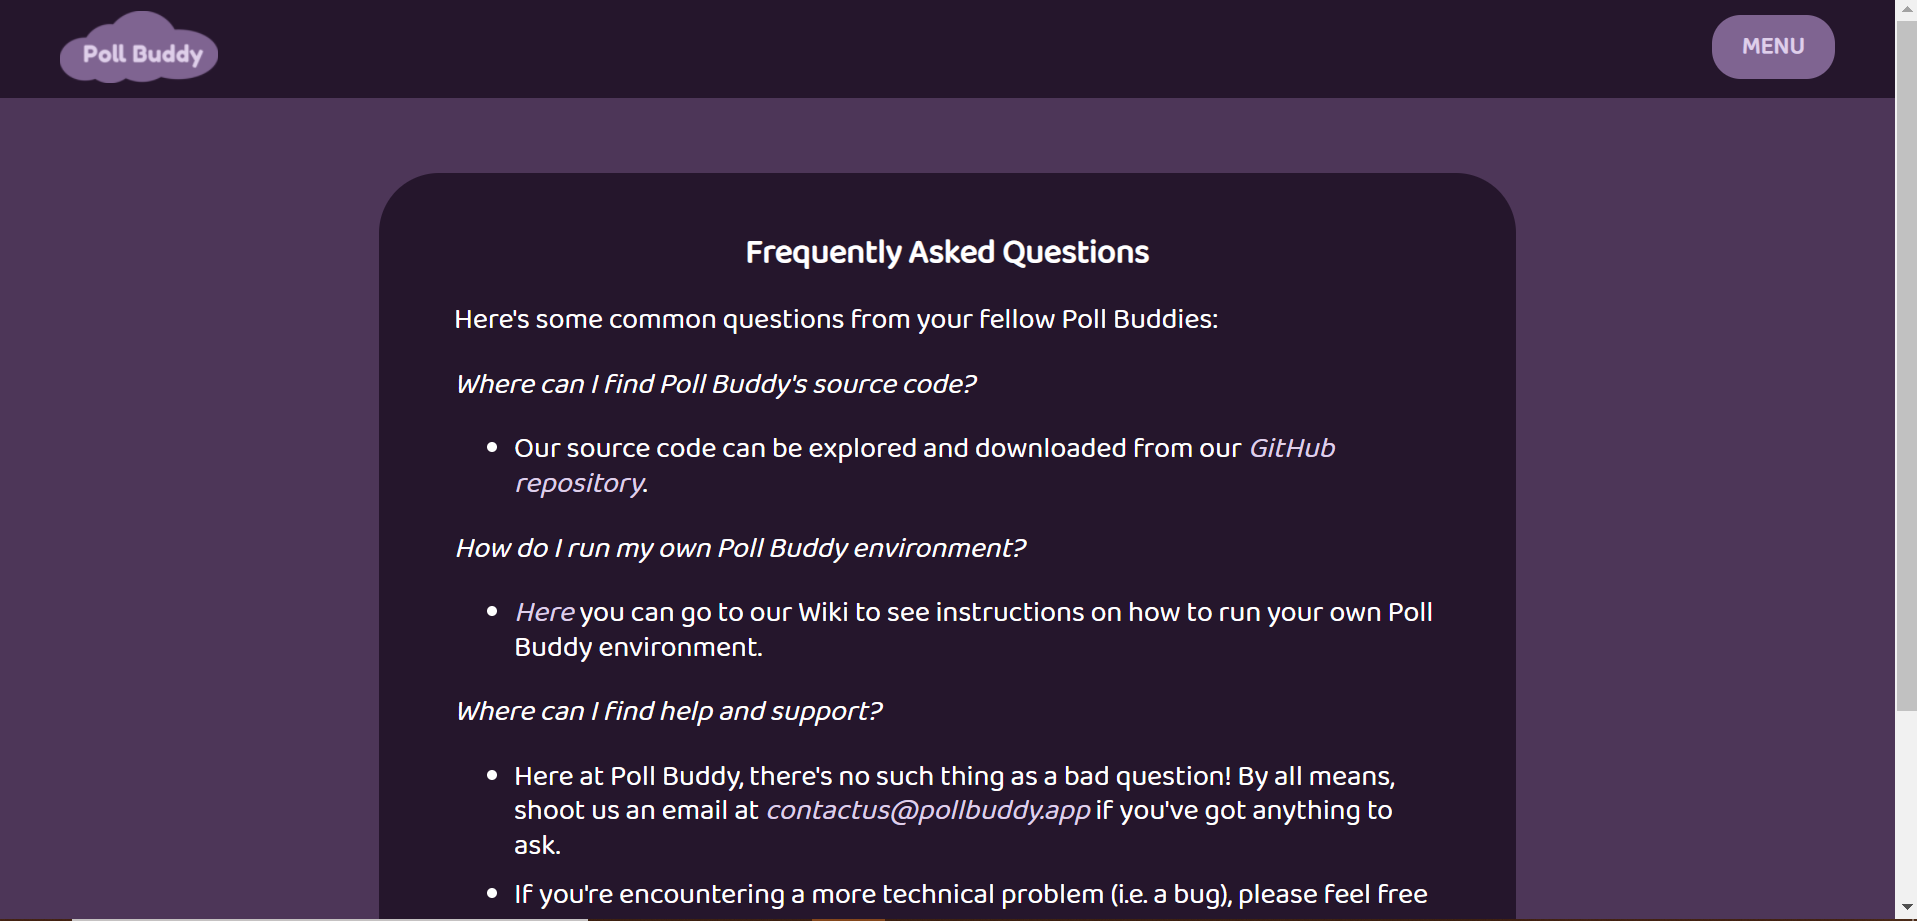 Poll Buddy
MENU
Frequently Asked Questions
Here's some common questions from your fellow Poll Buddies:
Where can I find Poll Buddy's source code?
Our source code can be explored and downloaded from our GitHub
repository.
How do I run my own Poll Buddy environment?
Here you can go to our Wiki to see instructions on how to run your own Poll
Buddy environment.
Where can I find help and support?
Here at Poll Buddy, there's no such thing as a bad question! By all means,
shoot us an email at contactus@pollbuddy.app if you've got anything to
ask.
If you're encountering a more technical problem (i.e. a bug), please feel free